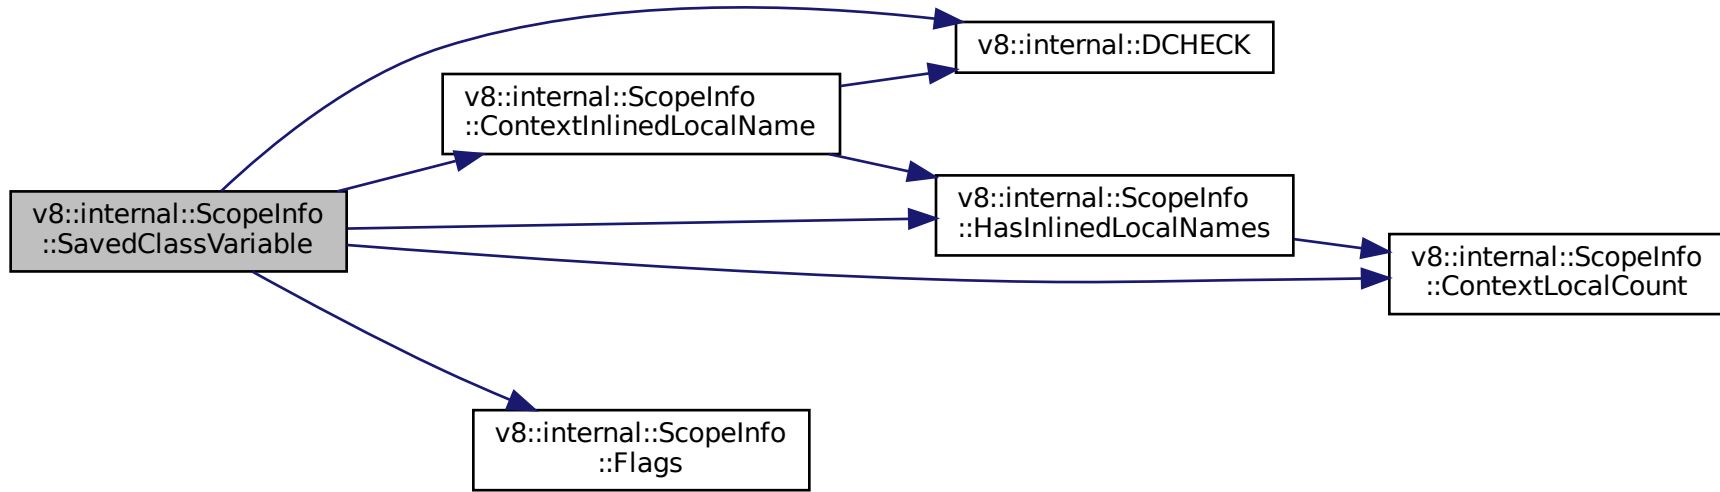 v8::internal::DCHECK
v8::internal::ScopeInfo
::ContextInlinedLocalName
v8::internal::ScopeInfo
::SavedClassVariable
v8::internal::ScopeInfo
::HasInlinedLocalNames
v8::internal::ScopeInfo
::ContextLocalCount
v8::internal::ScopeInfo
::Flags